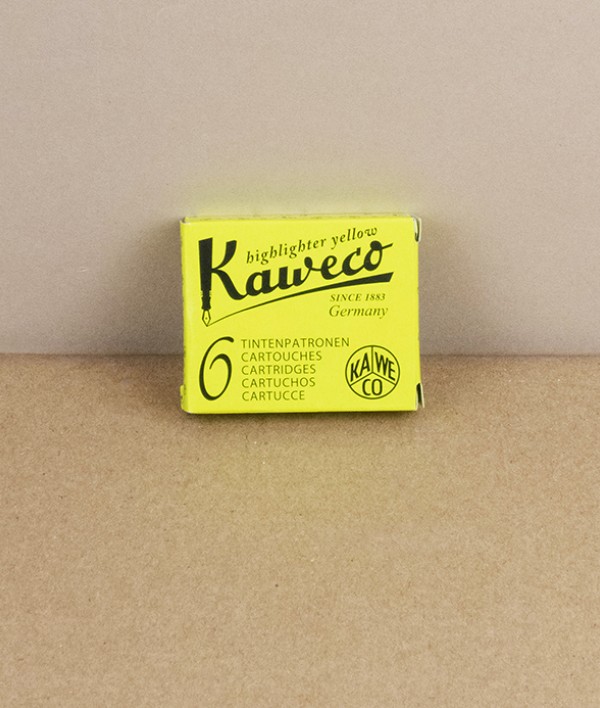 highlighter yellow
Kaweco
SINCE 1883
Germany
6
TINTENPATRONEN
CARTOUCHES
CARTRIDGES
CARTUCHOS
CARTUCCE
KA WE
CO